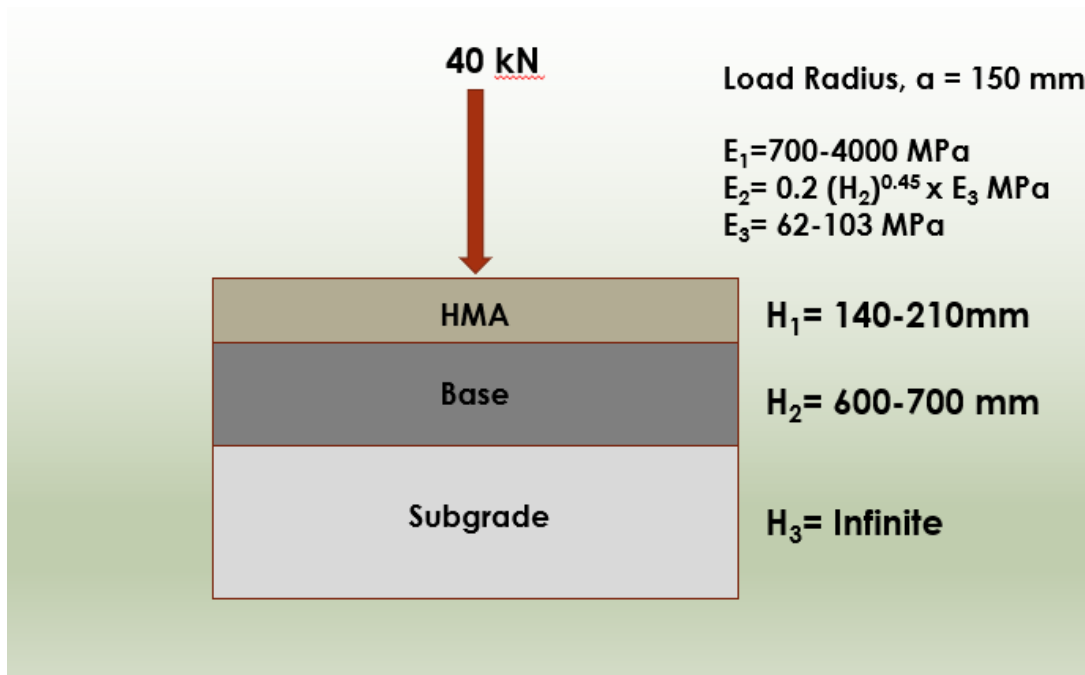 40 kN
Load Radius, a = 150 mm
E₁=700-4000 MPa
E₂= 0.2 (H₂)⁰·⁴⁵ x E₃ MPa
E₃= 62-103 MPa
HMA
H₁= 140-210mm
Base
H₂= 600-700 mm
Subgrade
H₃= Infinite